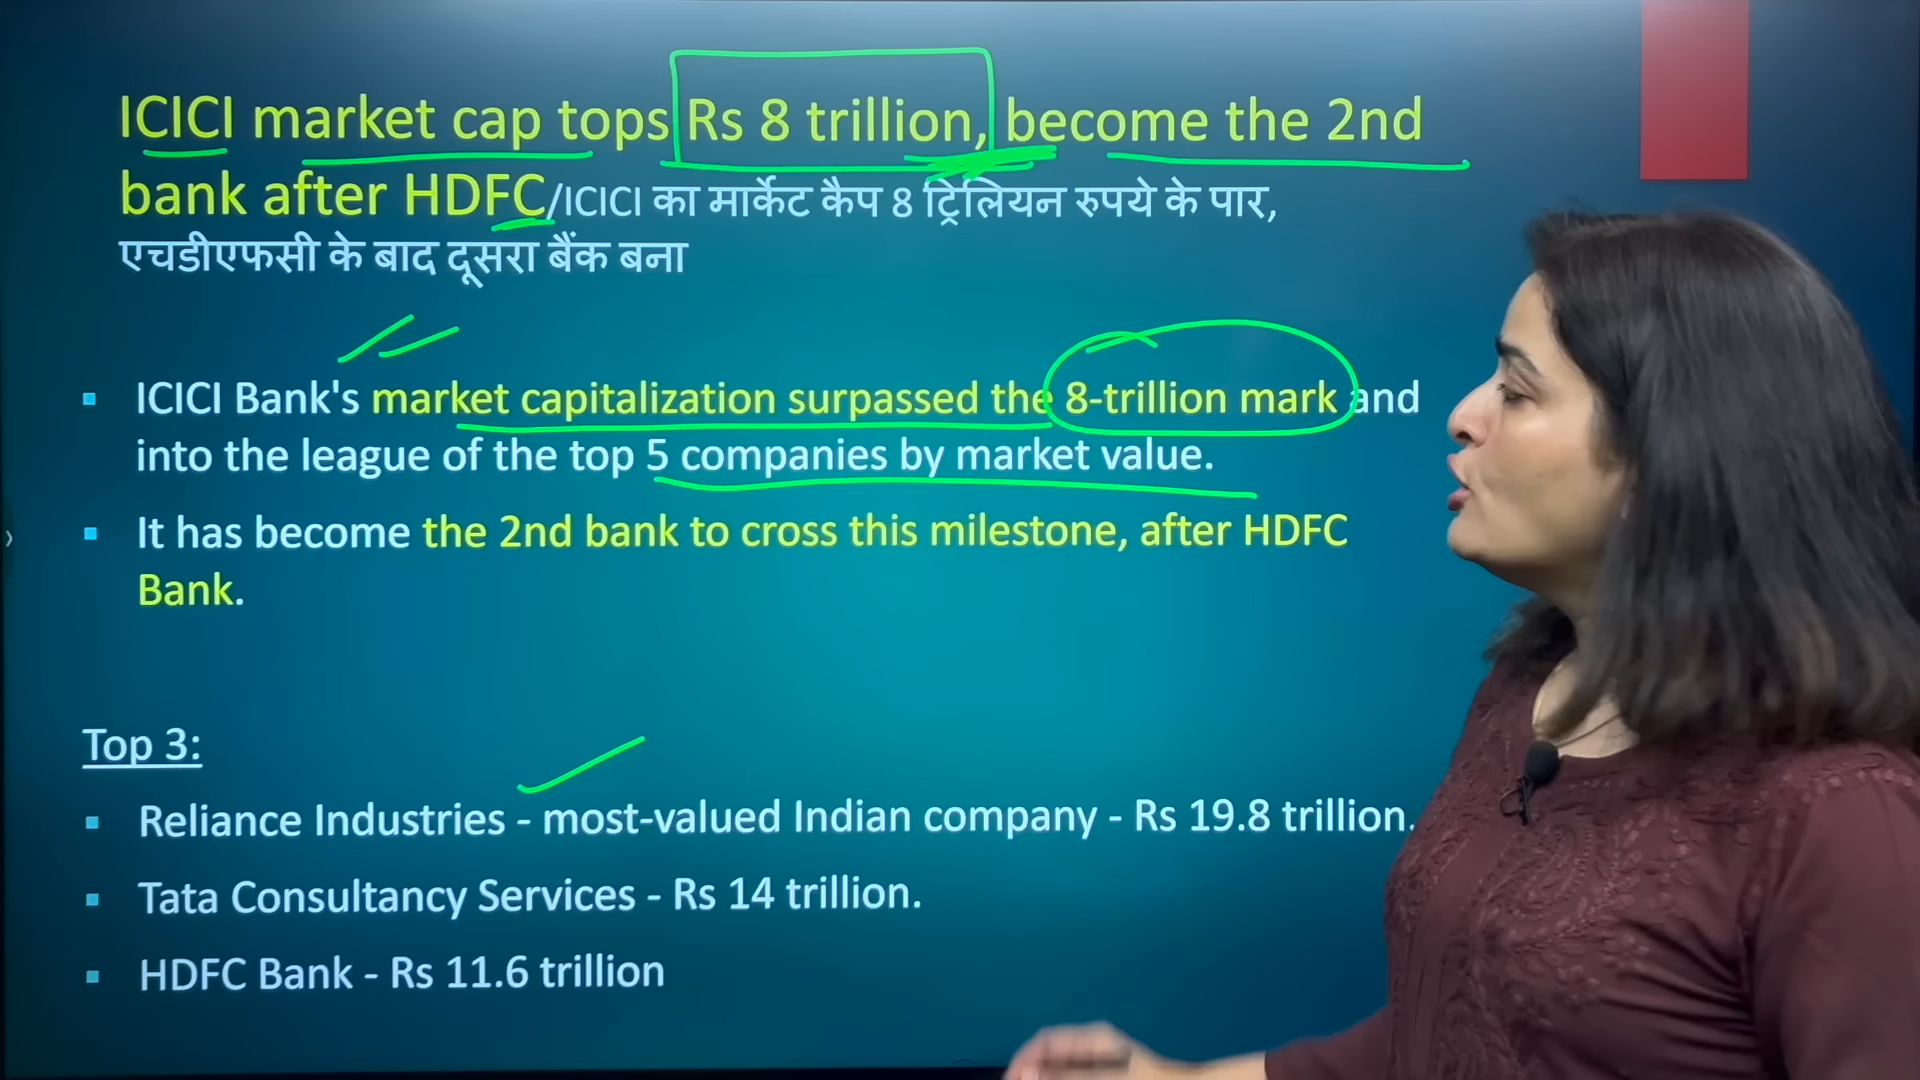 ICICI market cap tops Rs 8 trillion, become the 2nd
bank after HDFC/ICICI का मार्केट कैप 8 ट्रिलियन रुपये के पार,
एचडीएफसी के बाद दूसरा बैंक बना
ICICI Bank's market capitalization surpassed the 8-trillion mark and
into the league of the top 5 companies by market value.
It has become the 2nd bank to cross this milestone, after HDFC
Bank.
Top 3:
Reliance Industries - most-valued Indian company - Rs 19.8 trillion.
Tata Consultancy Services - Rs 14 trillion.
HDFC Bank - Rs 11.6 trillion